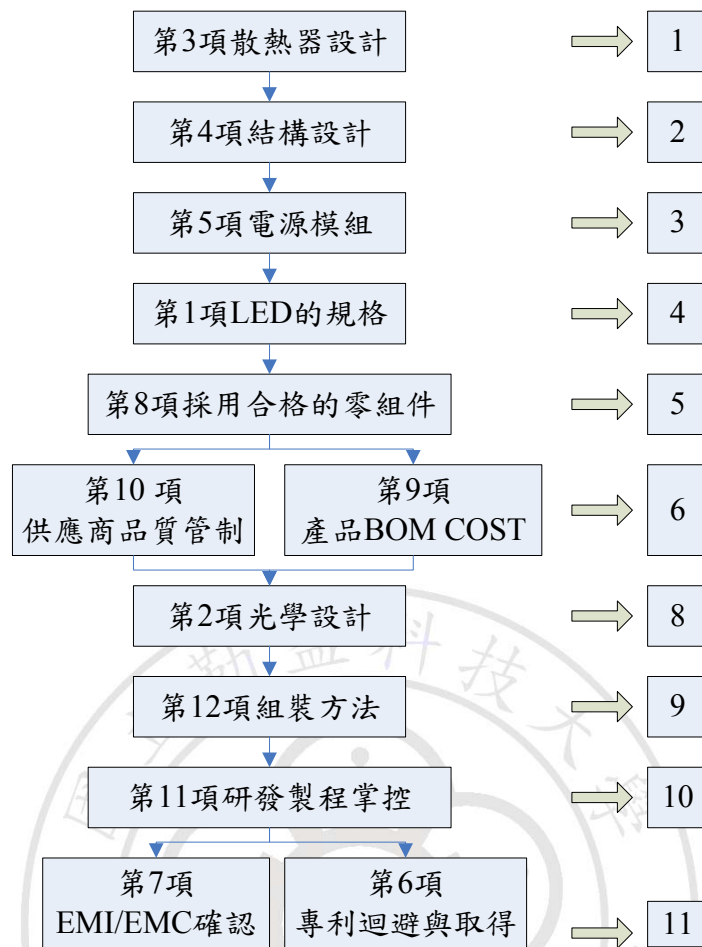 第3項散熱器設計
1
第4項結構設計
2
第5項電源模組
3
第1項LED的規格
4
第8項採用合格的零組件
5
第10 項
供應商品質管制
第9項
產品BOM COST
6
第2項光學設計
8
第12項組裝方法
9
第11項研發製程掌控
10
第7項
EMI/EMC確認
第6項
專利迴避與取得
11
勤益科技大學